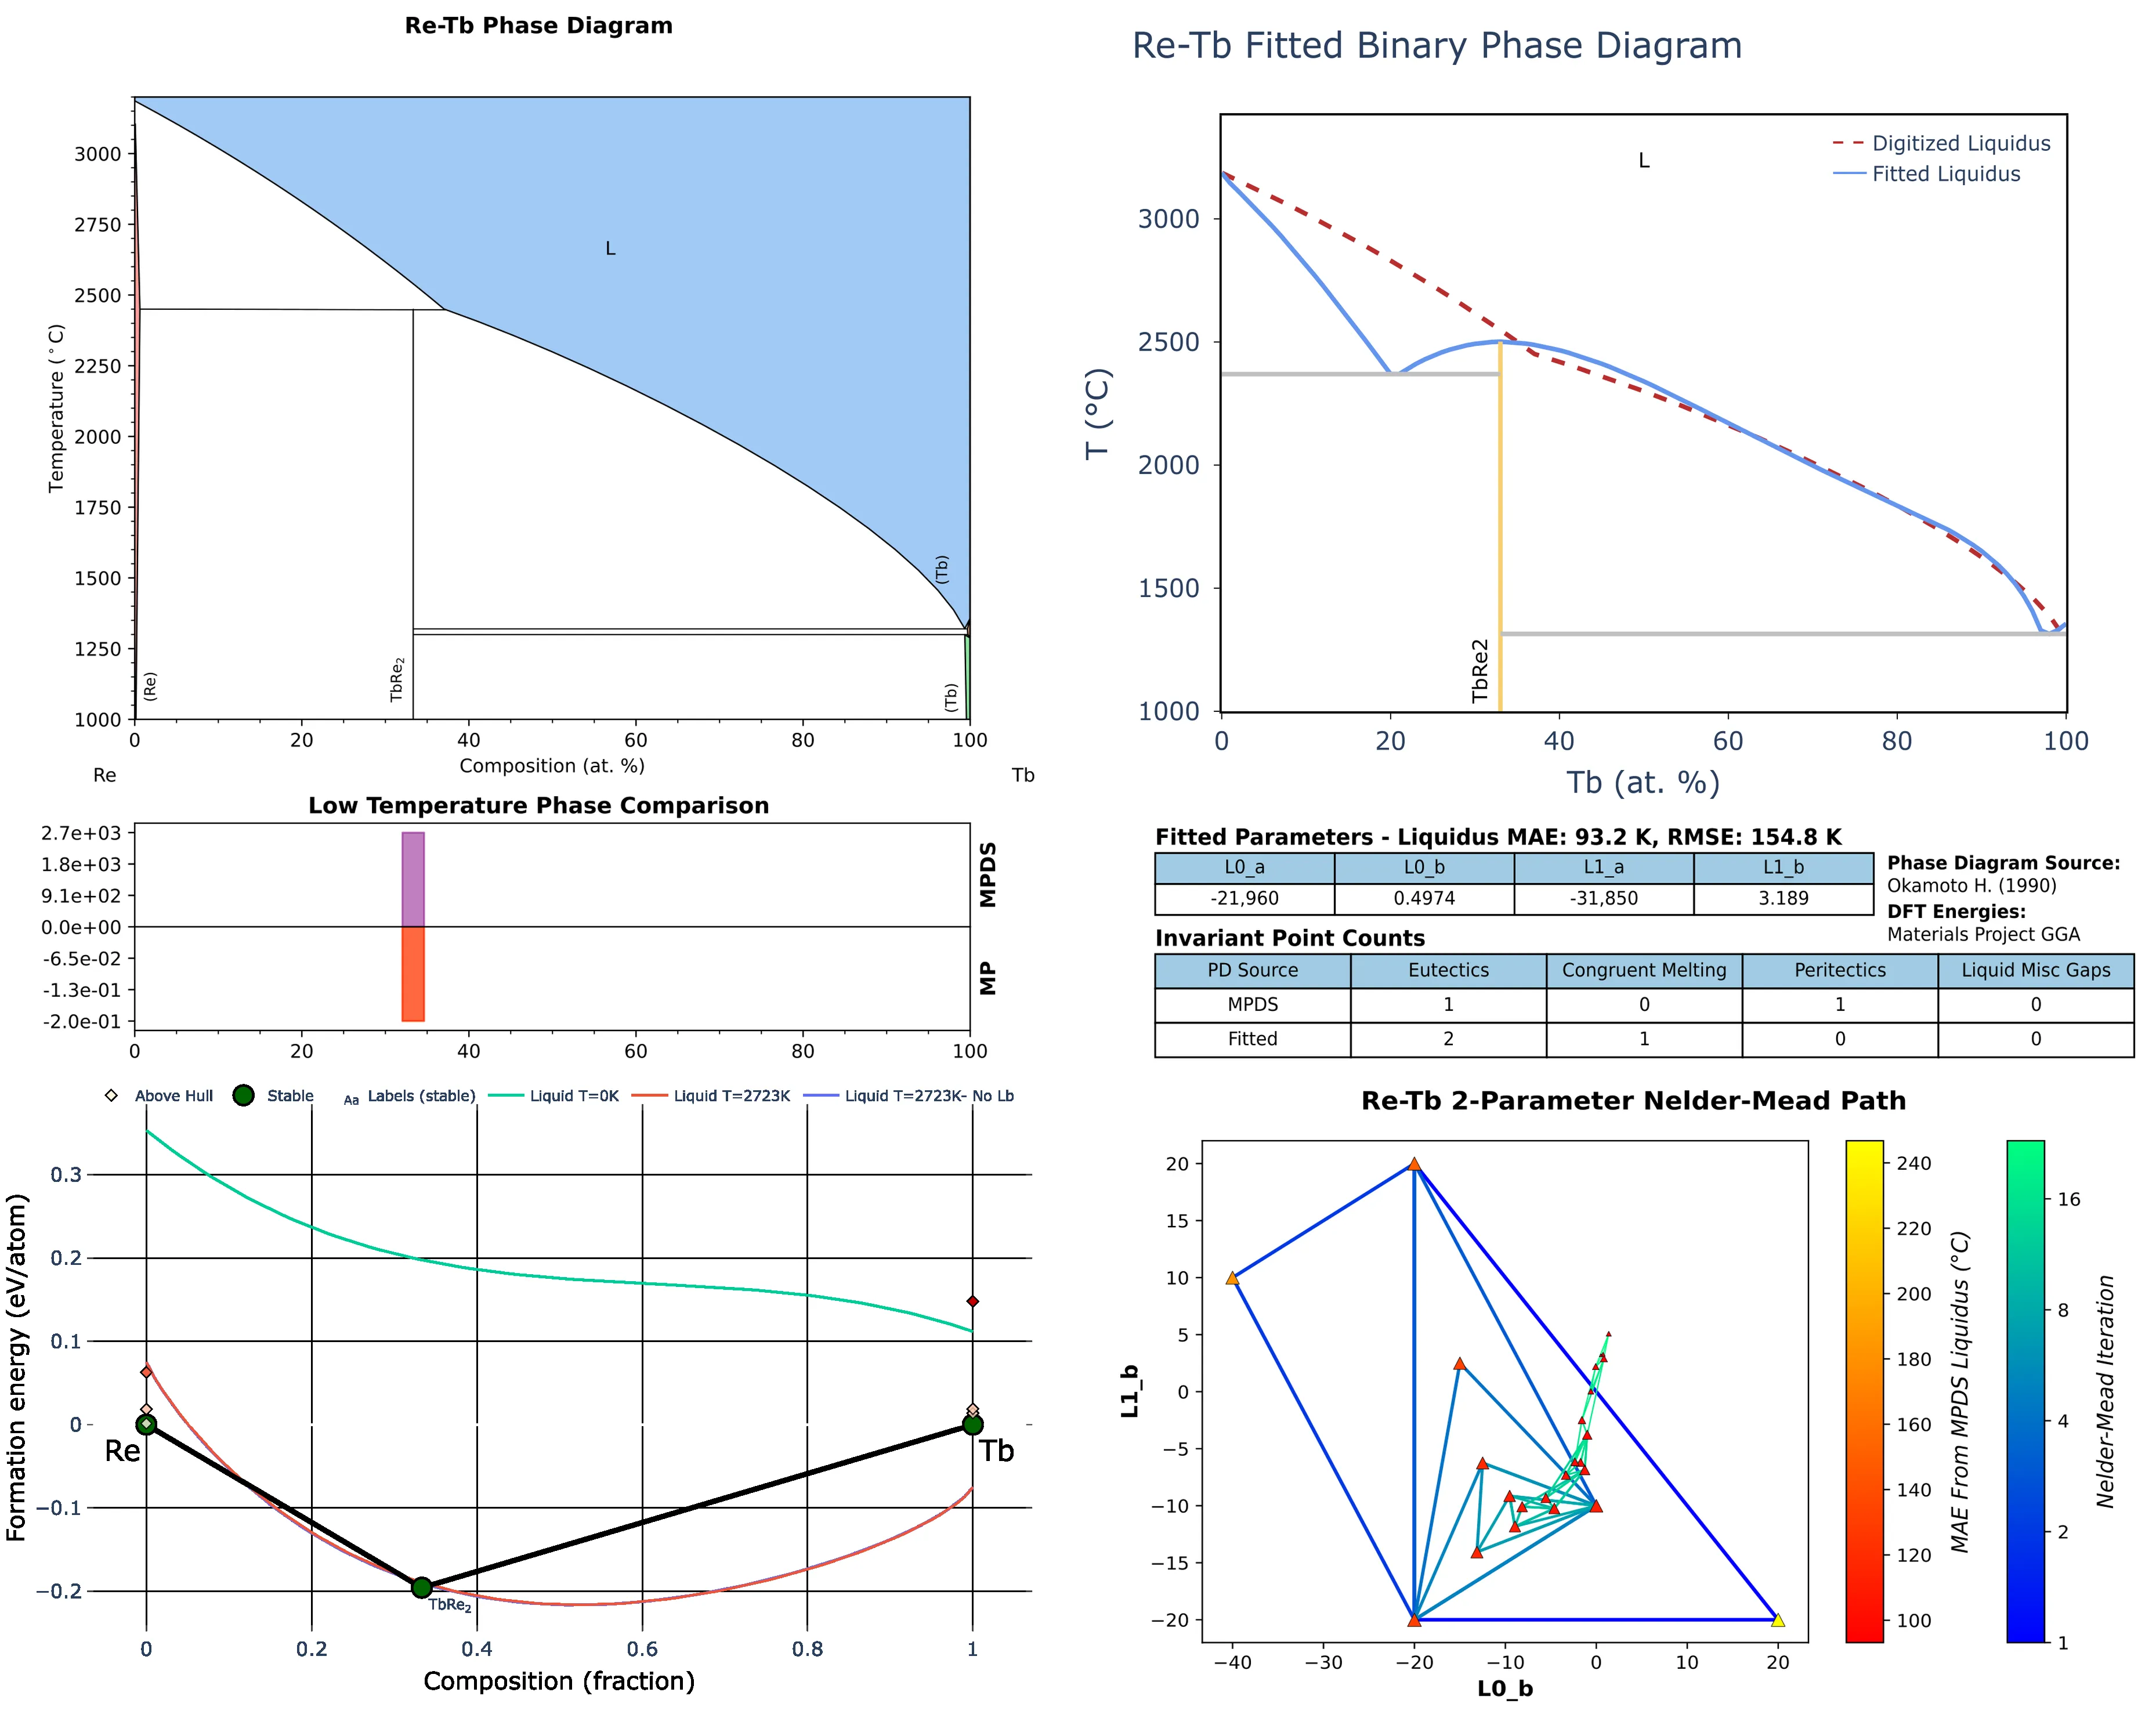 Re-Tb Phase Diagram
3000
2750
2500
2250
2000
1750
1500
1250
1000
Temperature (°C)
L
(Tb)
(Re)
TbRe2
(Tb)
0
20
40
60
80
100
Re
Composition (at. %)
Tb
Re-Tb Fitted Binary Phase Diagram
L
Digitized Liquidus
Fitted Liquidus
3000
2500
2000
1500
1000
T (°C)
TbRe2
0
20
40
60
80
100
Tb (at. %)
Low Temperature Phase Comparison
2.7e+03
1.8e+03
9.1e+02
0.0e+00
-6.5e-02
-1.3e-01
-2.0e-01
MPDS
MP
0
20
40
60
80
100
Fitted Parameters - Liquidus MAE: 93.2 K, RMSE: 154.8 K
L0_a L0_b L1_a L1_b
-21,960 0.4974 -31,850 3.189
Phase Diagram Source:
Okamoto H. (1990)
DFT Energies:
Materials Project GGA
Invariant Point Counts
PD Source Eutectics Congruent Melting Peritectics Liquid Misc Gaps
MPDS 1 0 1 0
Fitted 2 1 0 0
Above Hull
Stable
Aa Labels (stable)
Liquid T=0K
Liquid T=2723K
Liquid T=2723K- No Lb
0.3
0.2
0.1
0
−0.1
−0.2
Formation energy (eV/atom)
Re
Tb
TbRe2
0
0.2
0.4
0.6
0.8
1
Composition (fraction)
Re-Tb 2-Parameter Nelder-Mead Path
20
15
10
5
0
−5
−10
−15
−20
L1_b
−40
−30
−20
−10
0
10
20
L0_b
240
220
200
180
160
140
120
100
MAE From MPDS Liquidus (°C)
16
8
4
2
1
Nelder-Mead Iteration